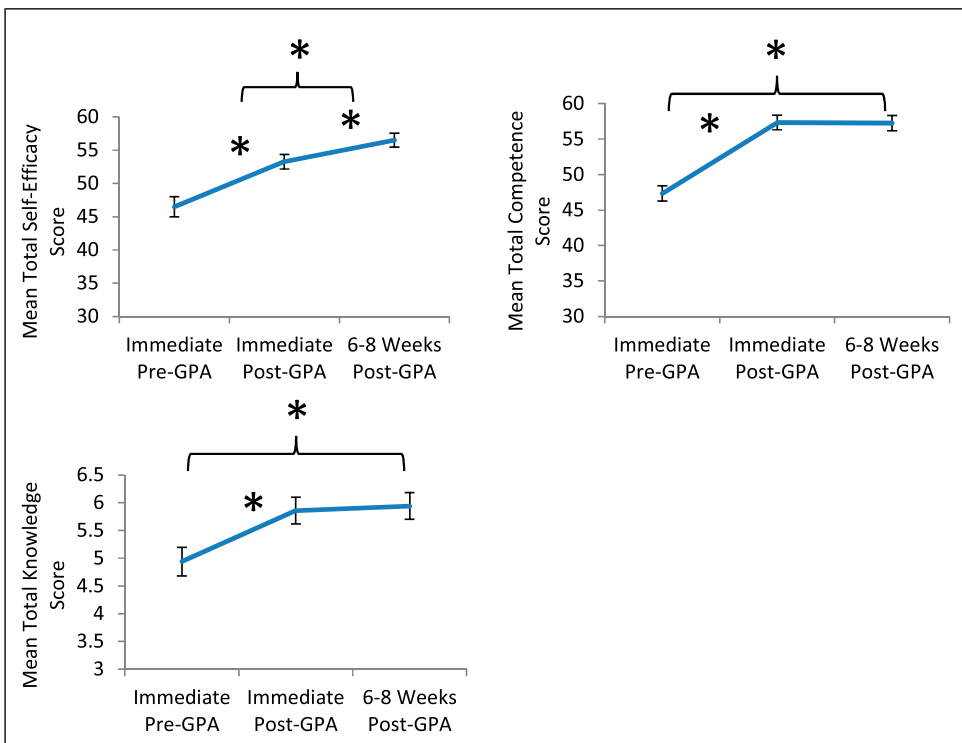 *
*
*
Mean Total Self-Efficacy
Score
60
55
50
45
40
35
30
Immediate
Pre-GPA
Immediate
Post-GPA
6-8 Weeks
Post-GPA
*
*
Mean Total Competence
Score
60
55
50
45
40
35
30
Immediate
Pre-GPA
Immediate
Post-GPA
6-8 Weeks
Post-GPA
*
*
Mean Total Knowledge
Score
6.5
6
5.5
5
4.5
4
3.5
3
Immediate
Pre-GPA
Immediate
Post-GPA
6-8 Weeks
Post-GPA